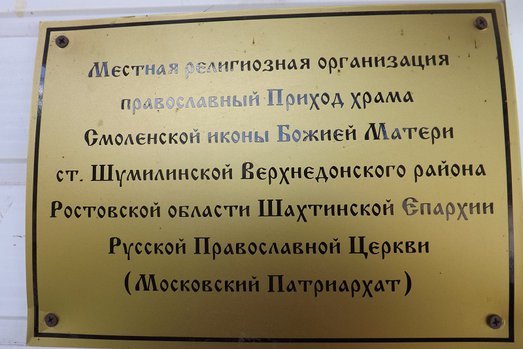 Местная религиозная организация
православный Приход храма
Смоленской иконы Божией Матери
ст. Шумилинской Верхнедонского района
Ростовской области Шахтинской Епархии
Русской Православной Церкви
(Московский Патриархат)